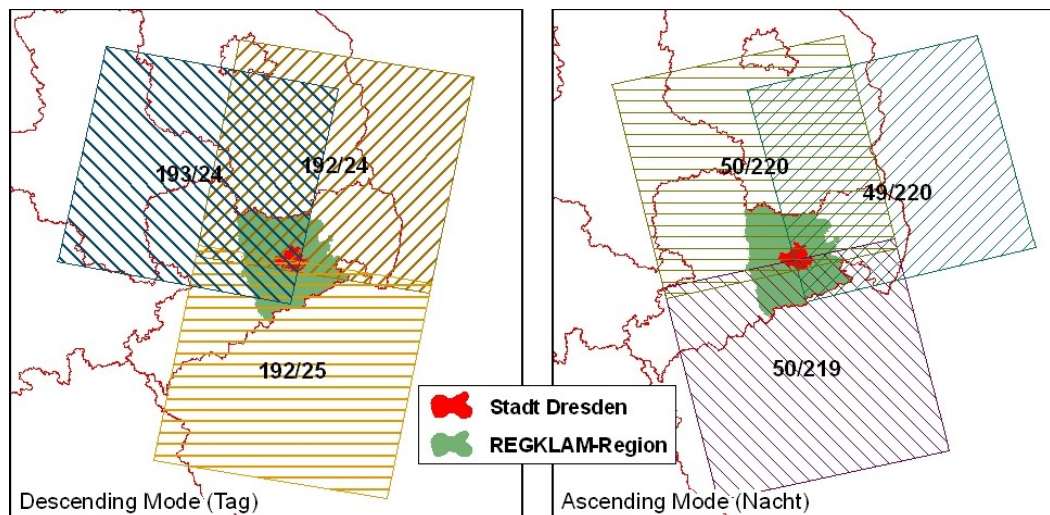 193/24
192/24
192/25
Descending Mode (Tag)
50/220
49/220
50/219
Ascending Mode (Nacht)
Stadt Dresden
REGKLAM-Region